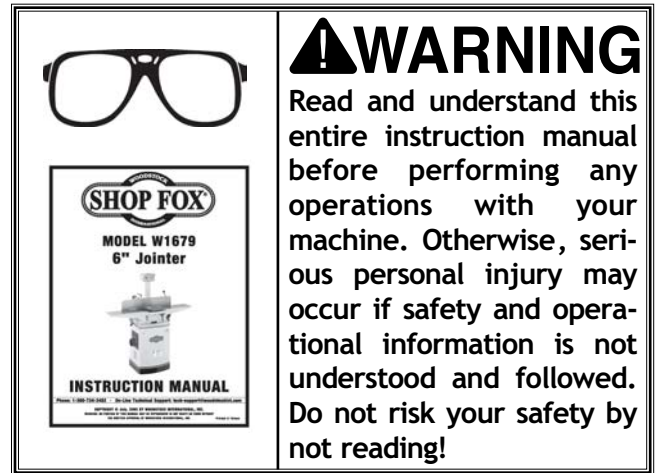 WARNING
Read and understand this
entire instruction manual
before performing any
operations with your
machine. Otherwise, seri-
ous personal injury may
occur if safety and opera-
tional information is not
understood and followed.
Do not risk your safety by
not reading!
WOODSTOCK
SHOP FOX®
INTERNATIONAL
MODEL W1679
6" Jointer
INSTRUCTION MANUAL